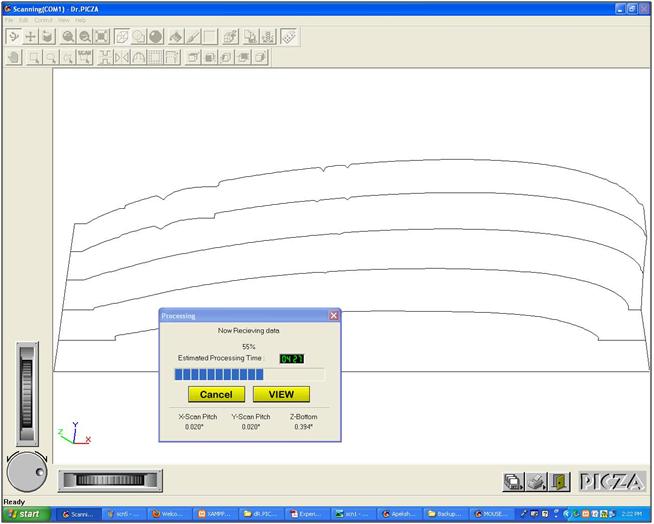 Scanning(COM1) - Dr.PICZA
File Edit Control View Help
SCAN
Processing
Now Recieving data
55%
Estimated Processing Time : 04:27
Cancel VIEW
X-Scan Pitch Y-Scan Pitch Z-Bottom
0.020" 0.020" 0.394"
Y
Z X
PICZA
Ready
start Scanni... scn5 - ... Welco... XAMPP... dR.PIC... Experi... scn1 - ... Apeksh... Backup... MOUSE... 2:22 PM